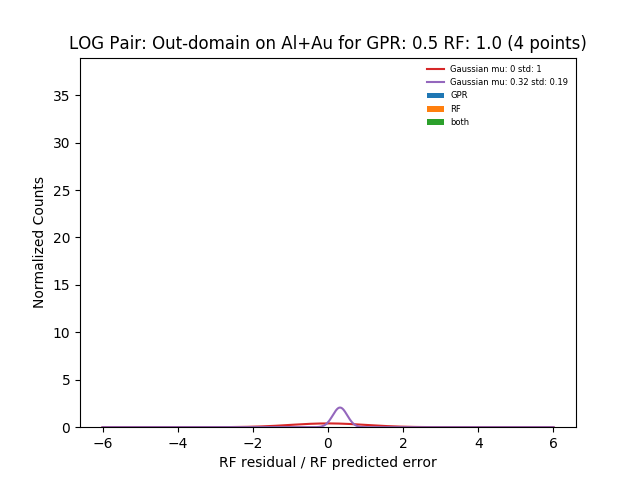 LOG Pair: Out-domain on Al+Au for GPR: 0.5 RF: 1.0 (4 points)
Gaussian mu: 0 std: 1
Gaussian mu: 0.32 std: 0.19
GPR
RF
both
Normalized Counts
35
30
25
20
15
10
5
0
−6
−4
−2
0
2
4
6
RF residual / RF predicted error